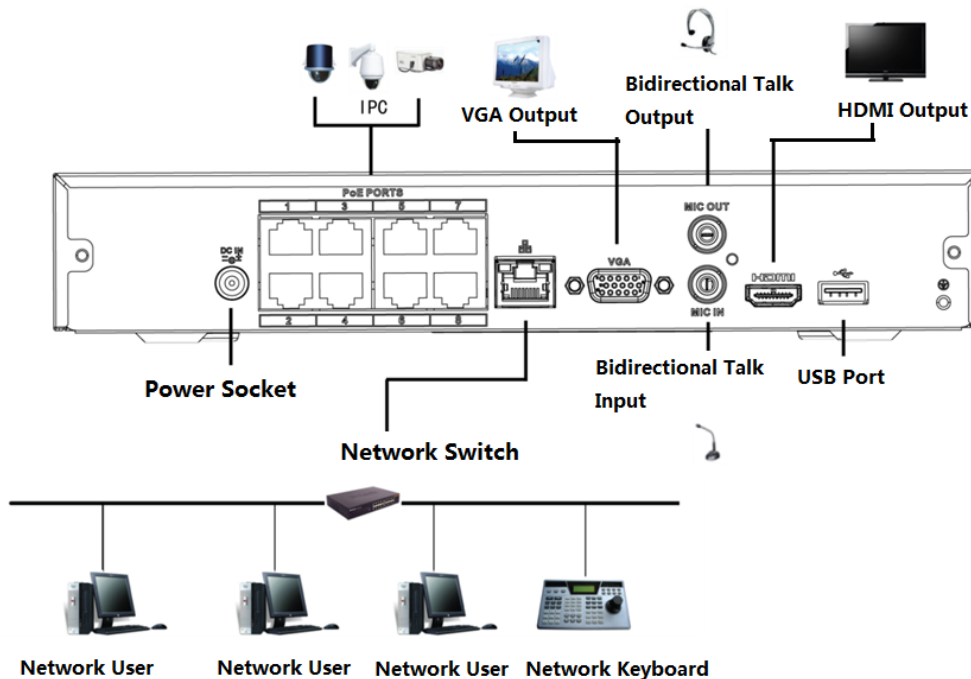 IPC
VGA Output
Bidirectional Talk
Output
HDMI Output
PoE PORTS
1 3 5 7
DC IN
VGA
MIC OUT
HDMI
2 4 6 8
MIC IN
Power Socket
Bidirectional Talk
Input
USB Port
Network Switch
Network User
Network User
Network User
Network Keyboard